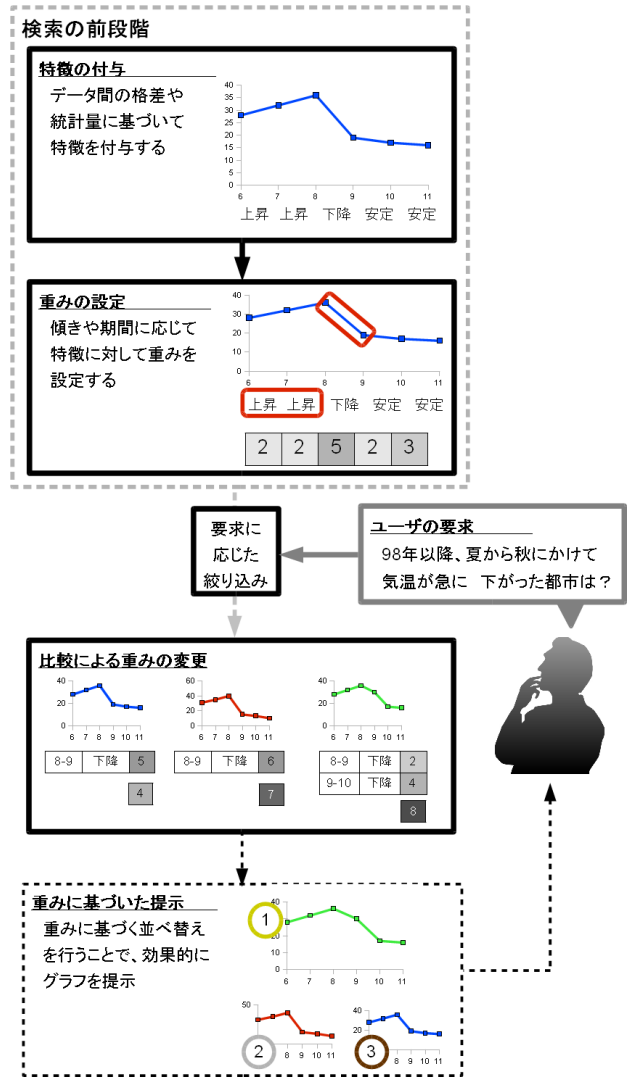 検索の前段階
特徴の付与
データ間の格差や
統計量に基づいて
特徴を付与する
40
35
30
25
20
15
10
5
0
6 7 8 9 10 11
上昇 上昇 下降 安定 安定
重みの設定
傾きや期間に応じて
特徴に対して重みを
設定する
40
30
20
10
0
6 7 8 9 10 11
上昇 上昇 下降 安定 安定
2 2 5 2 3
要求に
応じた
絞り込み
ユーザの要求
98年以降、夏から秋にかけて
気温が急に 下がった都市は？
比較による重みの変更
40
20
0
6 7 8 9 10 11
8-9 下降 5
4
60
40
20
0
6 7 8 9 10 11
8-9 下降 6
7
40
20
0
6 7 8 9 10 11
8-9 下降 2
9-10 下降 4
8
重みに基づいた提示
重みに基づく並べ替え
を行うことで、効果的に
グラフを提示
40
1
20
10
0
6 7 8 9 10 11
50
2
8 9 10 11
40
20
3
8 9 10 11